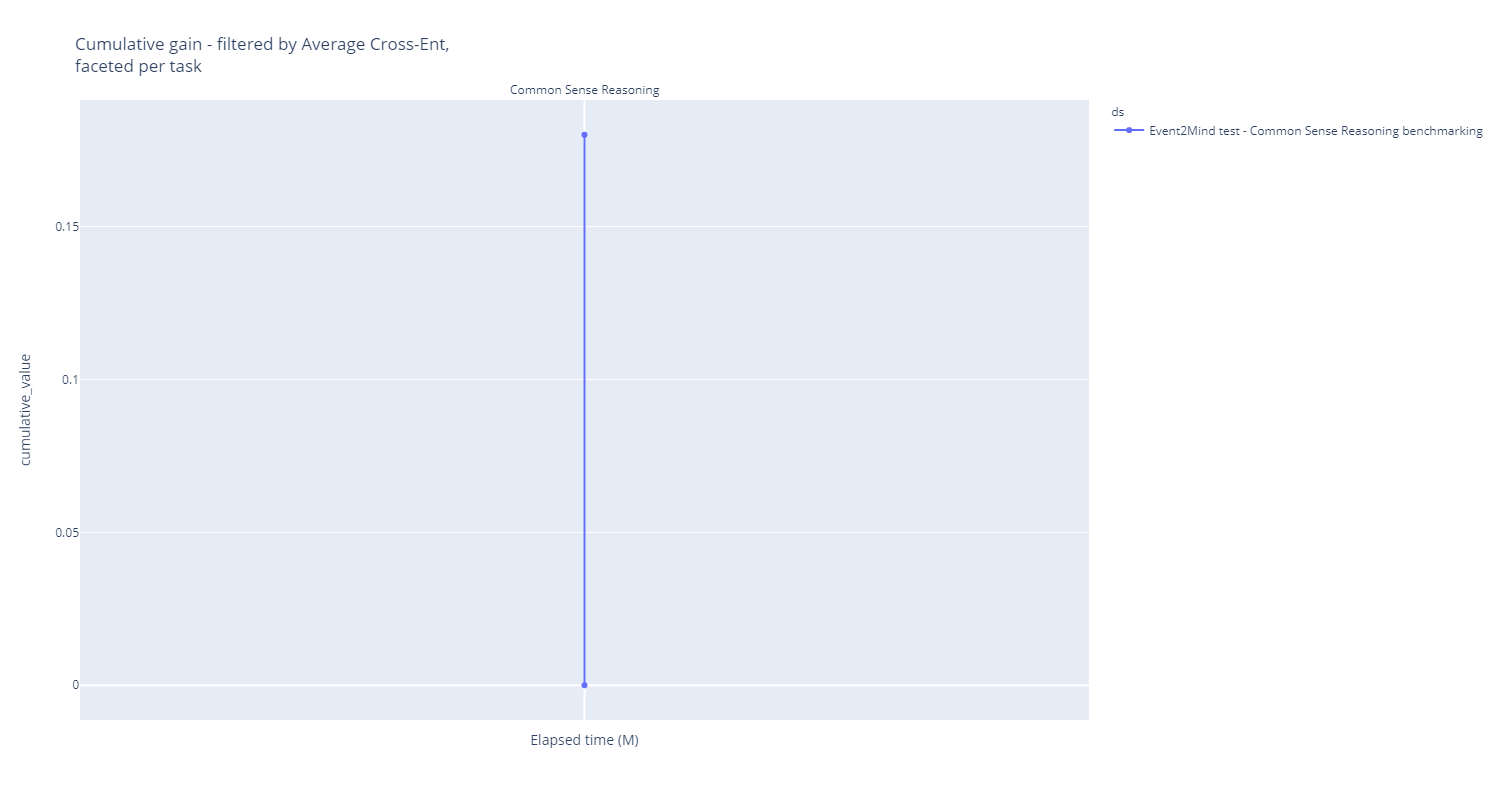 Cumulative gain - filtered by Average Cross-Ent,
faceted per task
Common Sense Reasoning
ds
Event2Mind test - Common Sense Reasoning benchmarking
0.15
0.1
0.05
0
cumulative_value
Elapsed time (M)